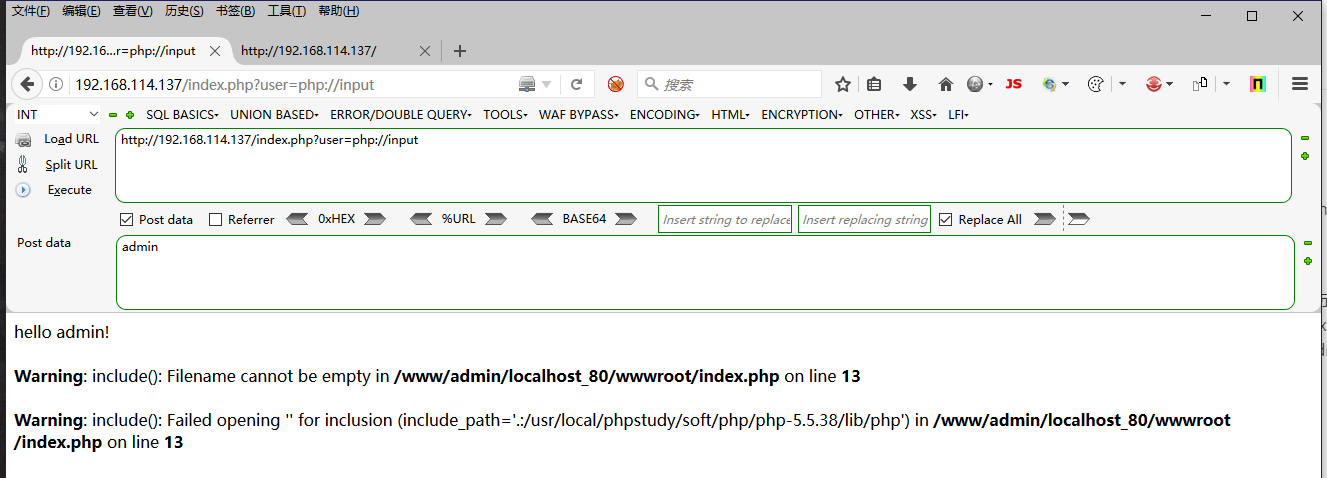 文件(F) 编辑(E) 查看(V) 历史(S) 书签(B) 工具(T) 帮助(H)
http://192.16...r=php://input http://192.168.114.137/
192.168.114.137/index.php?user=php://input 搜索 JS
INT SQL BASICS UNION BASED ERROR/DOUBLE QUERY TOOLS WAF BYPASS ENCODING HTML ENCRYPTION OTHER XSS LFI
Load URL http://192.168.114.137/index.php?user=php://input
Split URL
Execute
Post data Referrer 0xHEX %URL BASE64 Insert string to replace Insert replacing string Replace All
Post data admin
hello admin!
Warning: include(): Filename cannot be empty in /www/admin/localhost_80/wwwroot/index.php on line 13
Warning: include(): Failed opening '' for inclusion (include_path='.:/usr/local/phpstudy/soft/php/php-5.5.38/lib/php') in /www/admin/localhost_80/wwwroot
/index.php on line 13